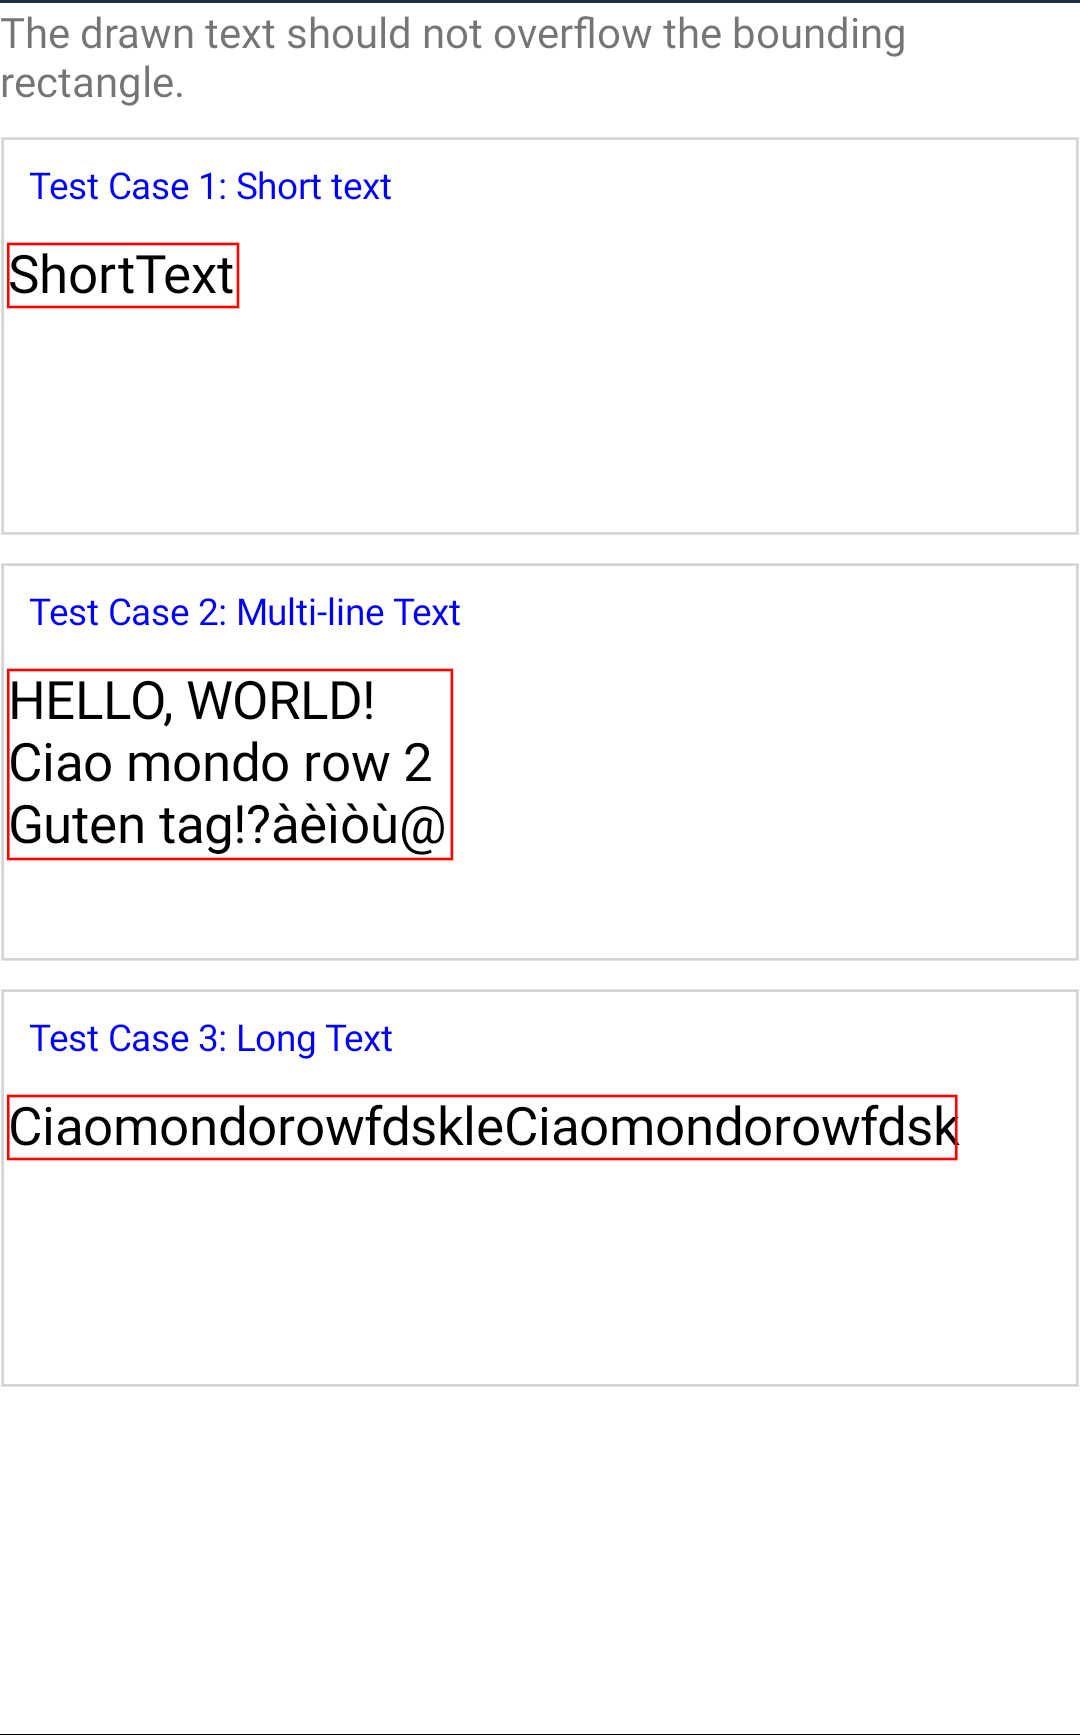 The drawn text should not overflow the bounding
rectangle.
Test Case 1: Short text
ShortText
Test Case 2: Multi-line Text
HELLO, WORLD!
Ciao mondo row 2
Guten tag!?àèìòù@
Test Case 3: Long Text
CiaomondorowfdskleCiaomondorowfdsk